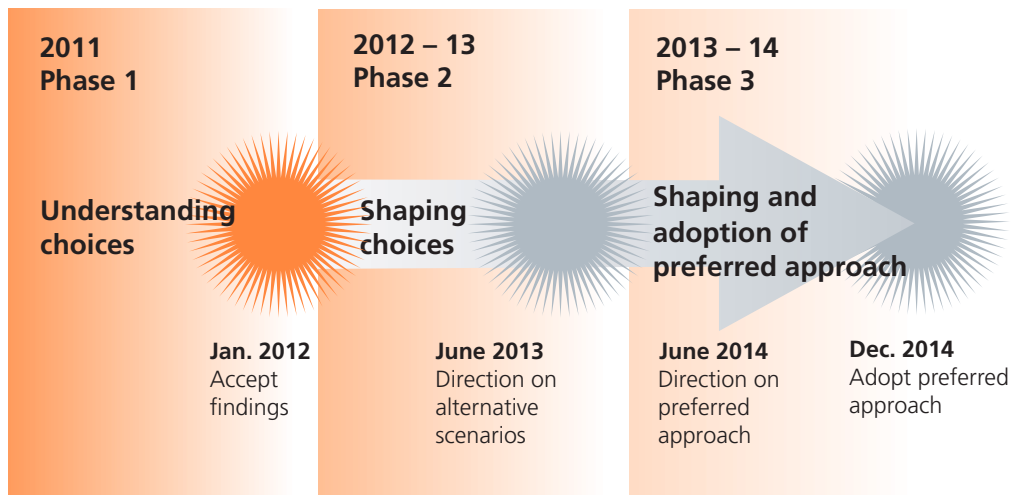 2011
Phase 1
2012 – 13
Phase 2
2013 – 14
Phase 3
Understanding
choices
Shaping
choices
Shaping and
adoption of
preferred approach
Jan. 2012
Accept
findings
June 2013
Direction on
alternative
scenarios
June 2014
Direction on
preferred
approach
Dec. 2014
Adopt preferred
approach